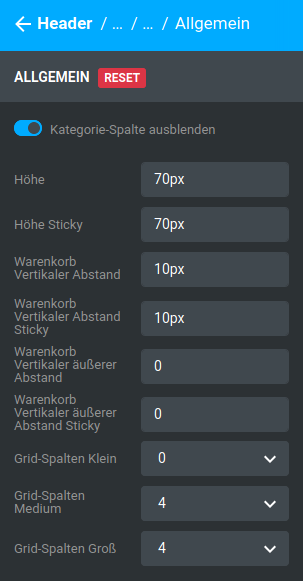 Header / ... / ... / Allgemein
ALLGEMEIN RESET
Kategorie-Spalte ausblenden
Höhe 70px
Höhe Sticky 70px
Warenkorb
Vertikaler Abstand 10px
Warenkorb
Vertikaler Abstand 10px
Sticky
Warenkorb
Vertikaler äußerer 0
Abstand
Warenkorb
Vertikaler äußerer 0
Abstand Sticky
Grid-Spalten Klein 0
Grid-Spalten
Medium 4
Grid-Spalten Groß 4